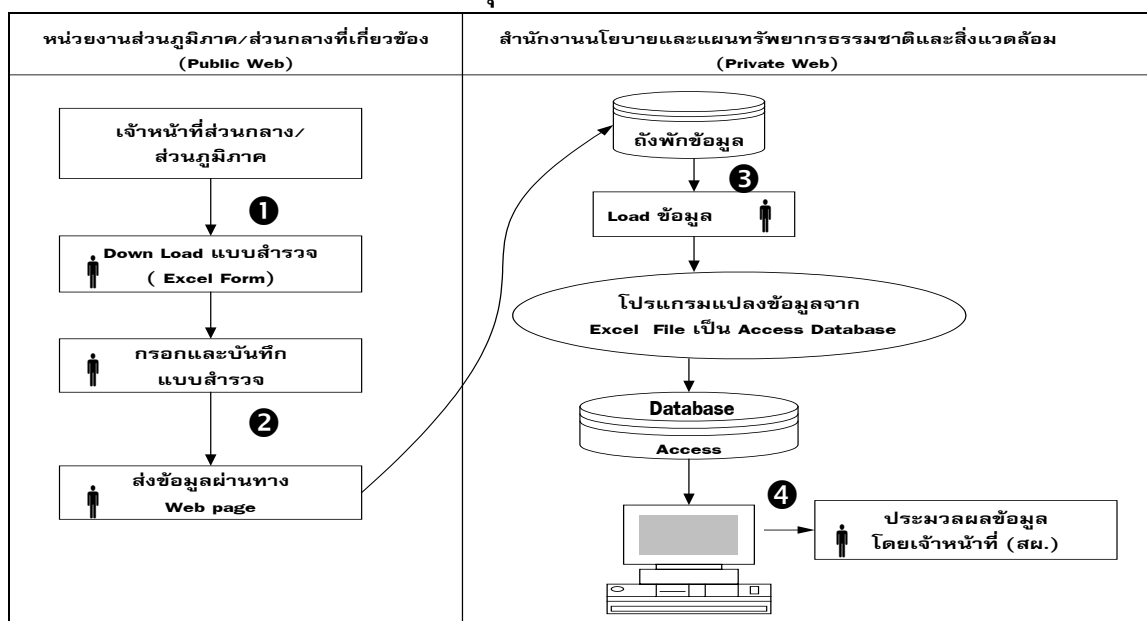 หน่วยงานส่วนภูมิภาค/ส่วนกลางที่เกี่ยวข้อง
(Public Web)
สำนักงานนโยบายและแผนทรัพยากรธรรมชาติและสิ่งแวดล้อม
(Private Web)
เจ้าหน้าที่ส่วนกลาง/
ส่วนภูมิภาค
❶
Down Load แบบสำรวจ
( Excel Form)
กรอกและบันทึก
แบบสำรวจ
❷
ส่งข้อมูลผ่านทาง
Web page
ถังพักข้อมูล
❸
Load ข้อมูล
โปรแกรมแปลงข้อมูลจาก
Excel File เป็น Access Database
Database
Access
❹
ประมวลผลข้อมูล
โดยเจ้าหน้าที่ (สผ.)